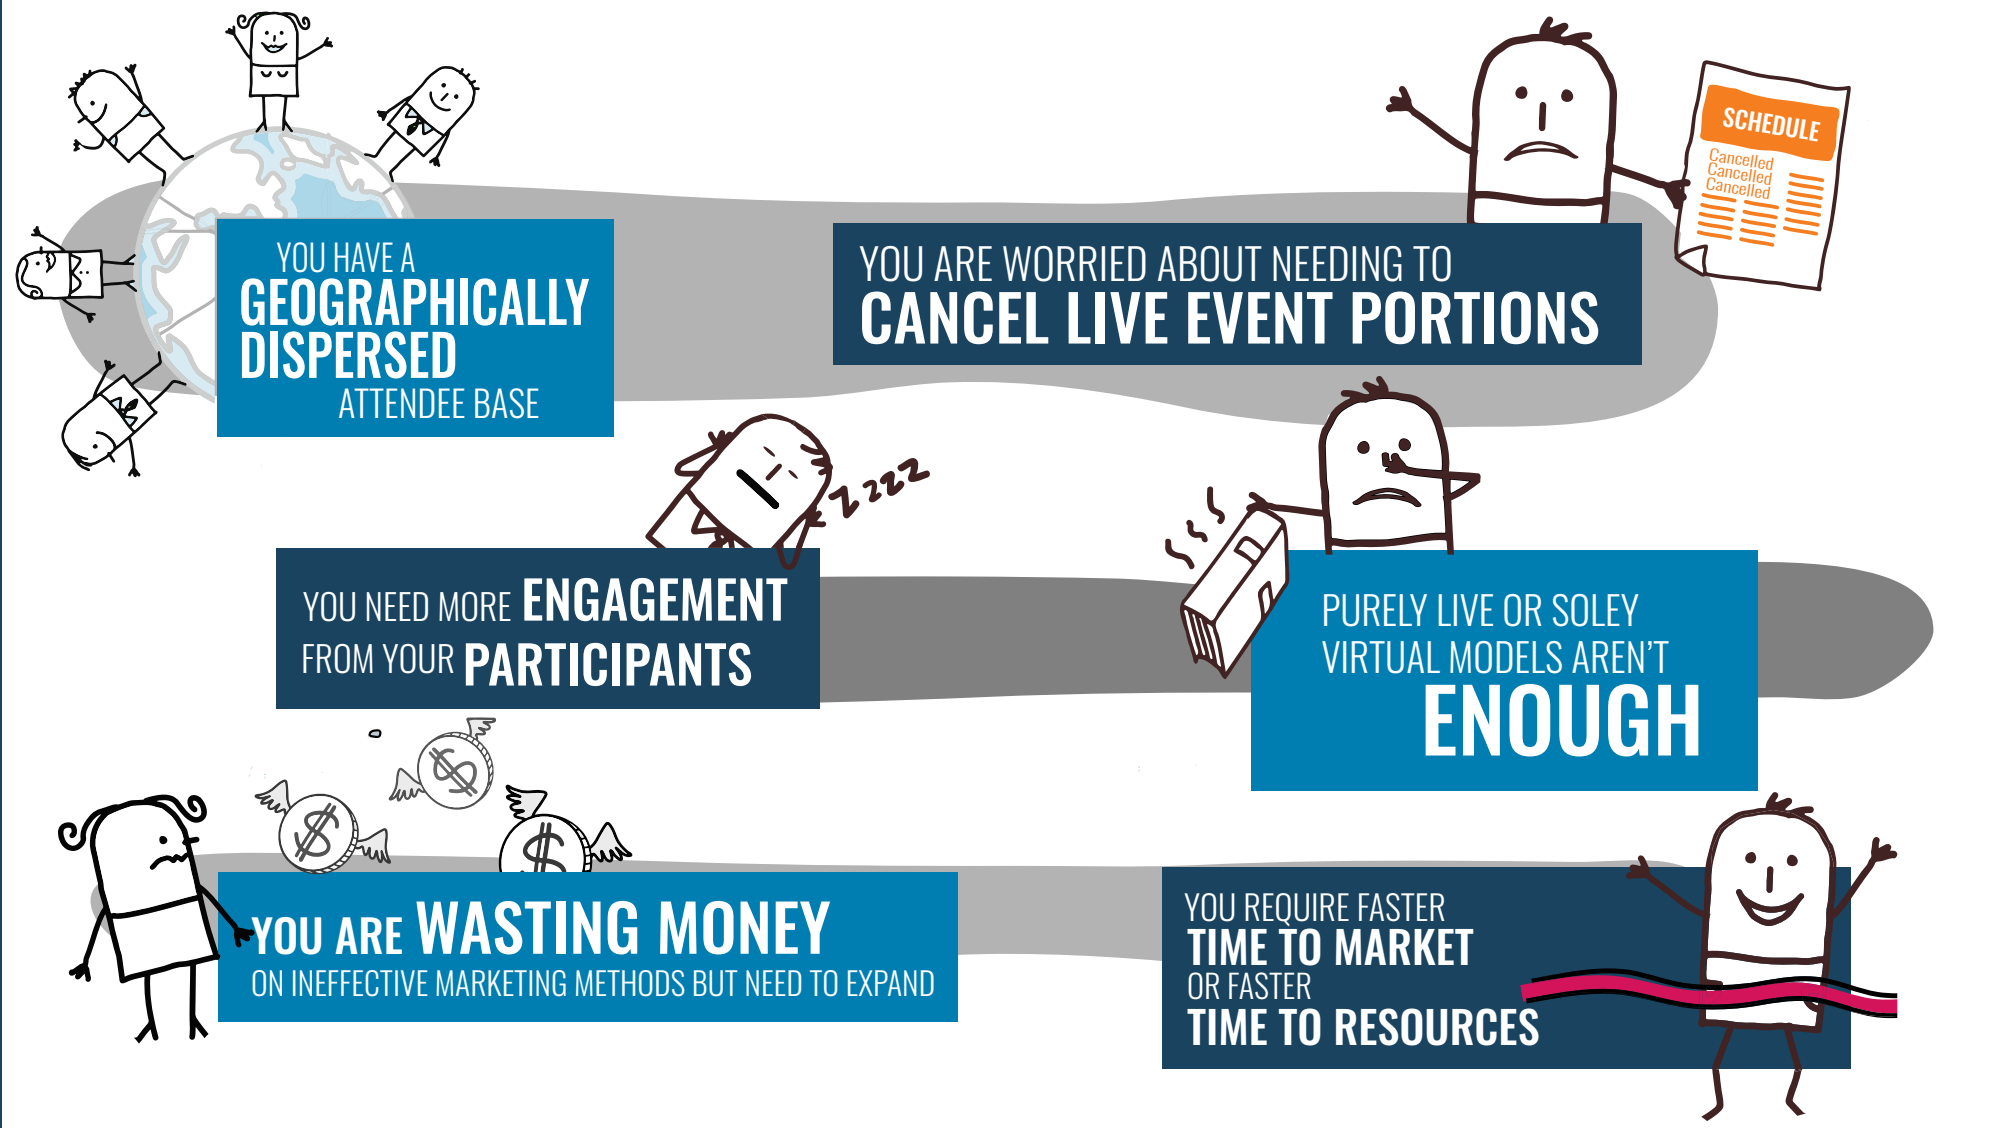 YOU HAVE A
GEOGRAPHICALLY
DISPERSED
ATTENDEE BASE
SCHEDULE
Cancelled
Cancelled
Cancelled
YOU ARE WORRIED ABOUT NEEDING TO
CANCEL LIVE EVENT PORTIONS
ZZZZ
YOU NEED MORE ENGAGEMENT
FROM YOUR PARTICIPANTS
PURELY LIVE OR SOLEY
VIRTUAL MODELS AREN'T
ENOUGH
$
$
$
YOU ARE WASTING MONEY
ON INEFFECTIVE MARKETING METHODS BUT NEED TO EXPAND
YOU REQUIRE FASTER
TIME TO MARKET
OR FASTER
TIME TO RESOURCES